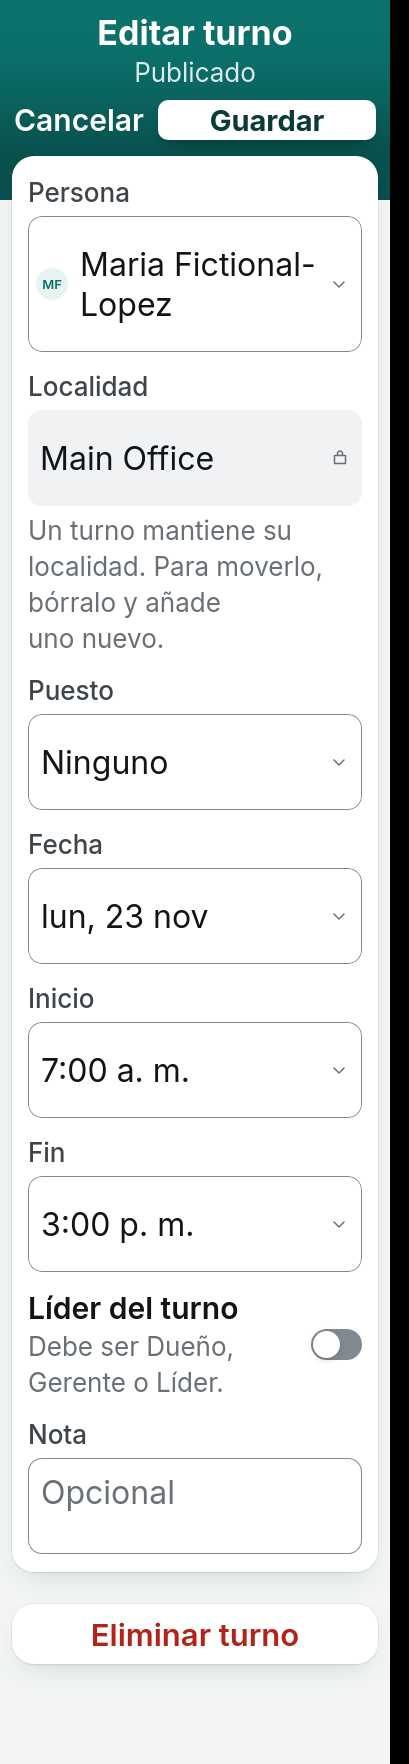 Editar turno
Publicado
Cancelar
Guardar
Persona
MF
Maria Fictional-
Lopez
Localidad
Main Office
Un turno mantiene su
localidad. Para moverlo,
bórralo y añade
uno nuevo.
Puesto
Ninguno
Fecha
lun, 23 nov
Inicio
7:00 a. m.
Fin
3:00 p. m.
Líder del turno
Debe ser Dueño,
Gerente o Líder.
Nota
Opcional
Eliminar turno